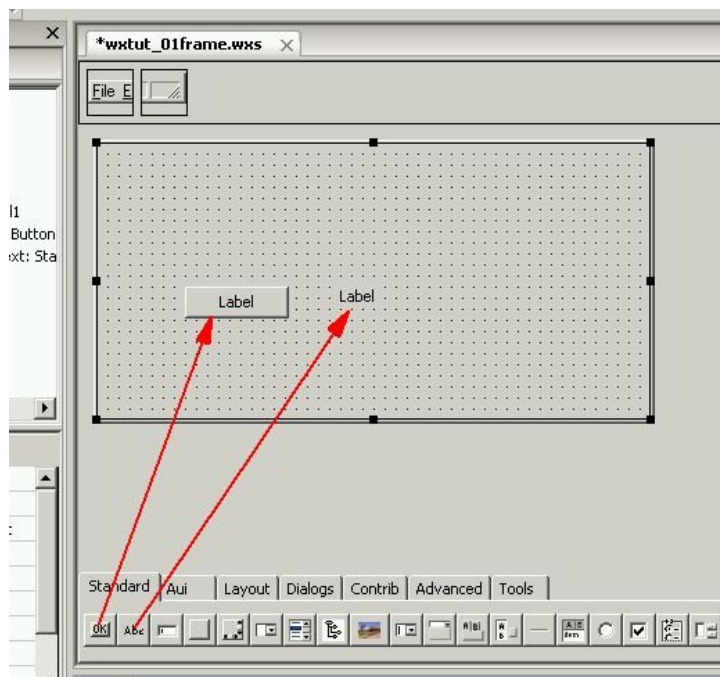 *wxtut_01frame.wxs
File E
l1
Button
xt: Sta
Label
Label
Standard Aui Layout Dialogs Contrib Advanced Tools
OK Abc